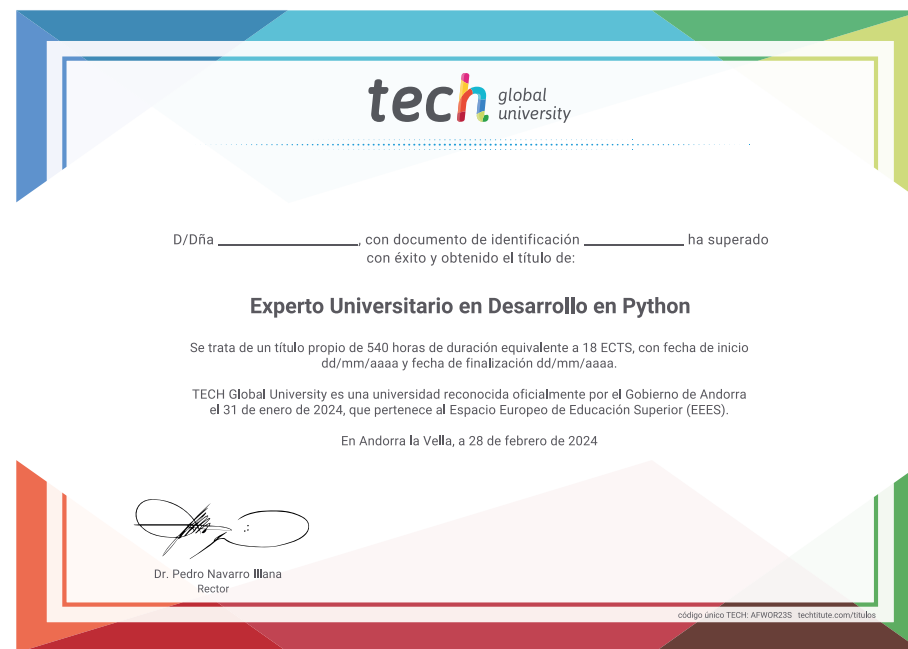 tech global university
D/Dña ____________, con documento de identificación ____________ ha superado
con éxito y obtenido el título de:
Experto Universitario en Desarrollo en Python
Se trata de un título propio de 540 horas de duración equivalente a 18 ECTS, con fecha de inicio
dd/mm/aaaa y fecha de finalización dd/mm/aaaa.
TECH Global University es una universidad reconocida oficialmente por el Gobierno de Andorra
el 31 de enero de 2024, que pertenece al Espacio Europeo de Educación Superior (EEES).
En Andorra la Vella, a 28 de febrero de 2024
Dr. Pedro Navarro Illana
Rector
código único TECH: AFWOR23S techtitute.com/titulos